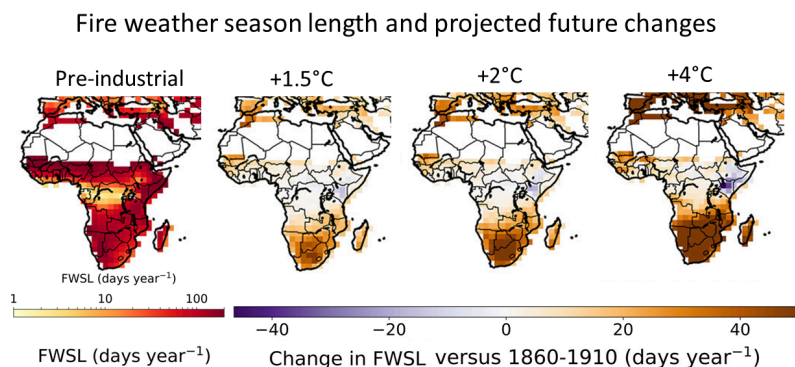 Fire weather season length and projected future changes
Pre-industrial
+1.5°C
+2°C
+4°C
FWSL (days year⁻¹)
1 10 100
−40 −20 0 20 40
FWSL (days year⁻¹)
Change in FWSL versus 1860-1910 (days year⁻¹)